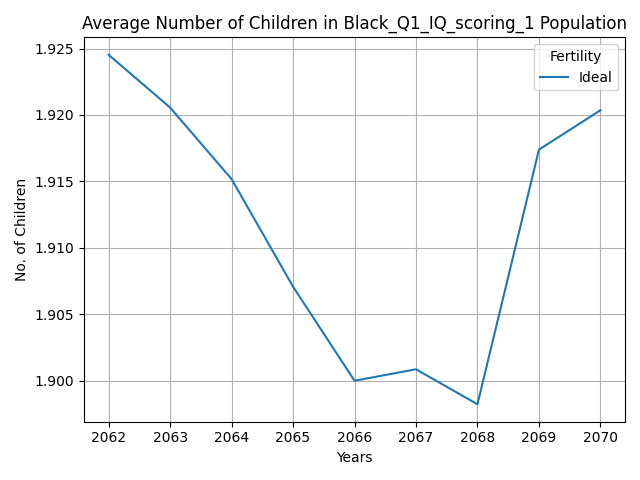 Average Number of Children in Black_Q1_IQ_scoring_1 Population
Fertility
Ideal
No. of Children
1.925
1.920
1.915
1.910
1.905
1.900
2062 2063 2064 2065 2066 2067 2068 2069 2070
Years